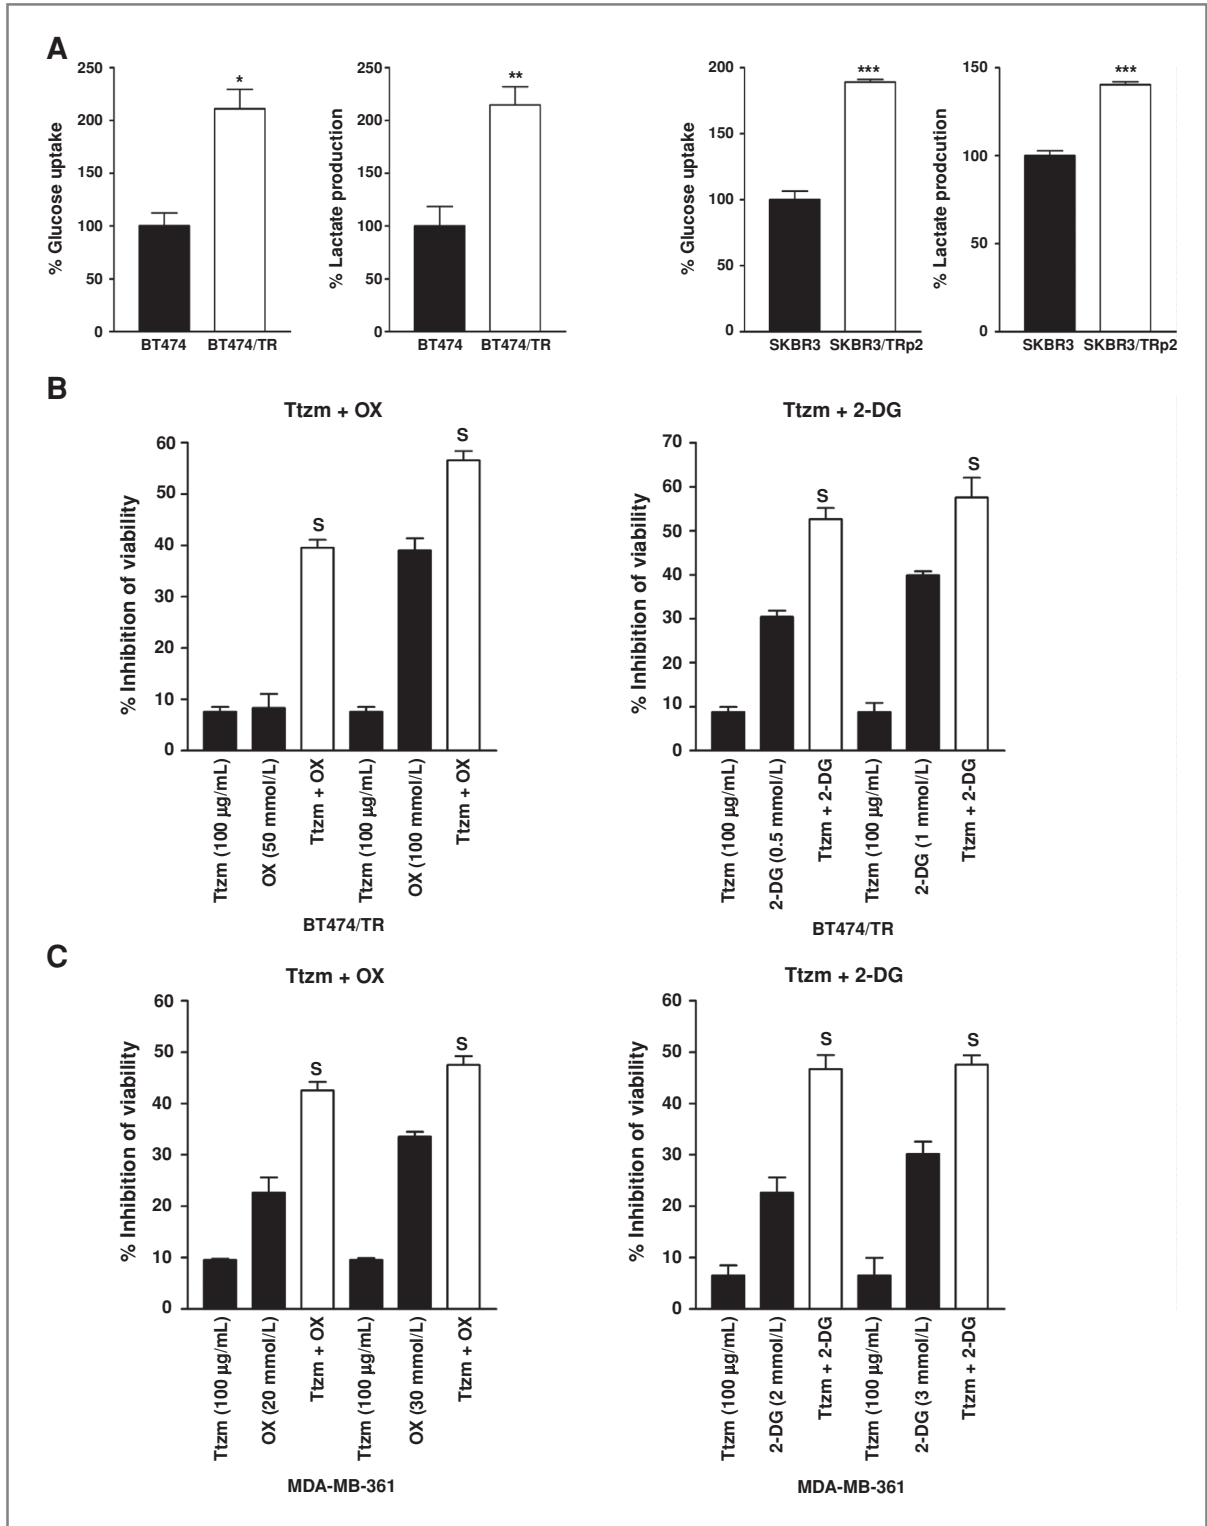 A
% Glucose uptake
250
200
150
100
50
0
*
BT474 BT474/TR
% Lactate production
250
200
150
100
50
0
**
BT474 BT474/TR
% Glucose uptake
200
150
100
50
0
***
SKBR3 SKBR3/TRp2
% Lactate prodcution
150
100
50
0
***
SKBR3 SKBR3/TRp2
B
Ttzm + OX
% Inhibition of viability
60
50
40
30
20
10
0
S
S
Ttzm (100 µg/mL)
OX (50 mmol/L)
Ttzm + OX
Ttzm (100 µg/mL)
OX (100 mmol/L)
Ttzm + OX
BT474/TR
Ttzm + 2-DG
% Inhibition of viability
70
60
50
40
30
20
10
0
S
S
Ttzm (100 µg/mL)
2-DG (0.5 mmol/L)
Ttzm + 2-DG
Ttzm (100 µg/mL)
2-DG (1 mmol/L)
Ttzm + 2-DG
BT474/TR
C
Ttzm + OX
% Inhibition of viability
60
50
40
30
20
10
0
S
S
Ttzm (100 µg/mL)
OX (20 mmol/L)
Ttzm + OX
Ttzm (100 µg/mL)
OX (30 mmol/L)
Ttzm + OX
MDA-MB-361
Ttzm + 2-DG
% Inhibition of viability
60
50
40
30
20
10
0
S
S
Ttzm (100 µg/mL)
2-DG (2 mmol/L)
Ttzm + 2-DG
Ttzm (100 µg/mL)
2-DG (3 mmol/L)
Ttzm + 2-DG
MDA-MB-361